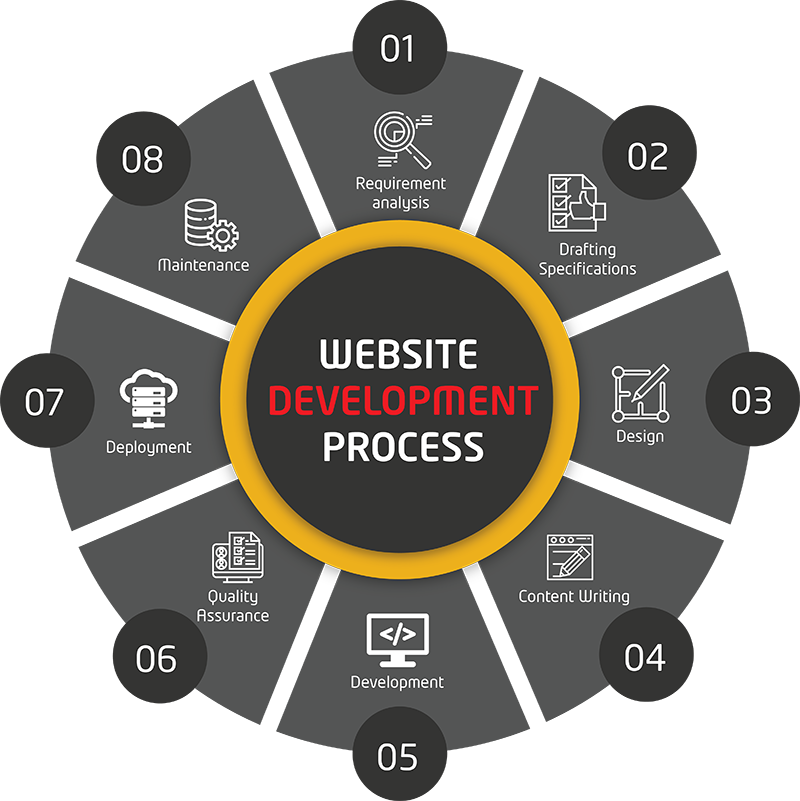 01
Requirement
analysis
02
Drafting
Specifications
03
Design
04
Content Writing
05
Development
06
Quality
Assurance
07
Deployment
08
Maintenance
WEBSITE
DEVELOPMENT
PROCESS